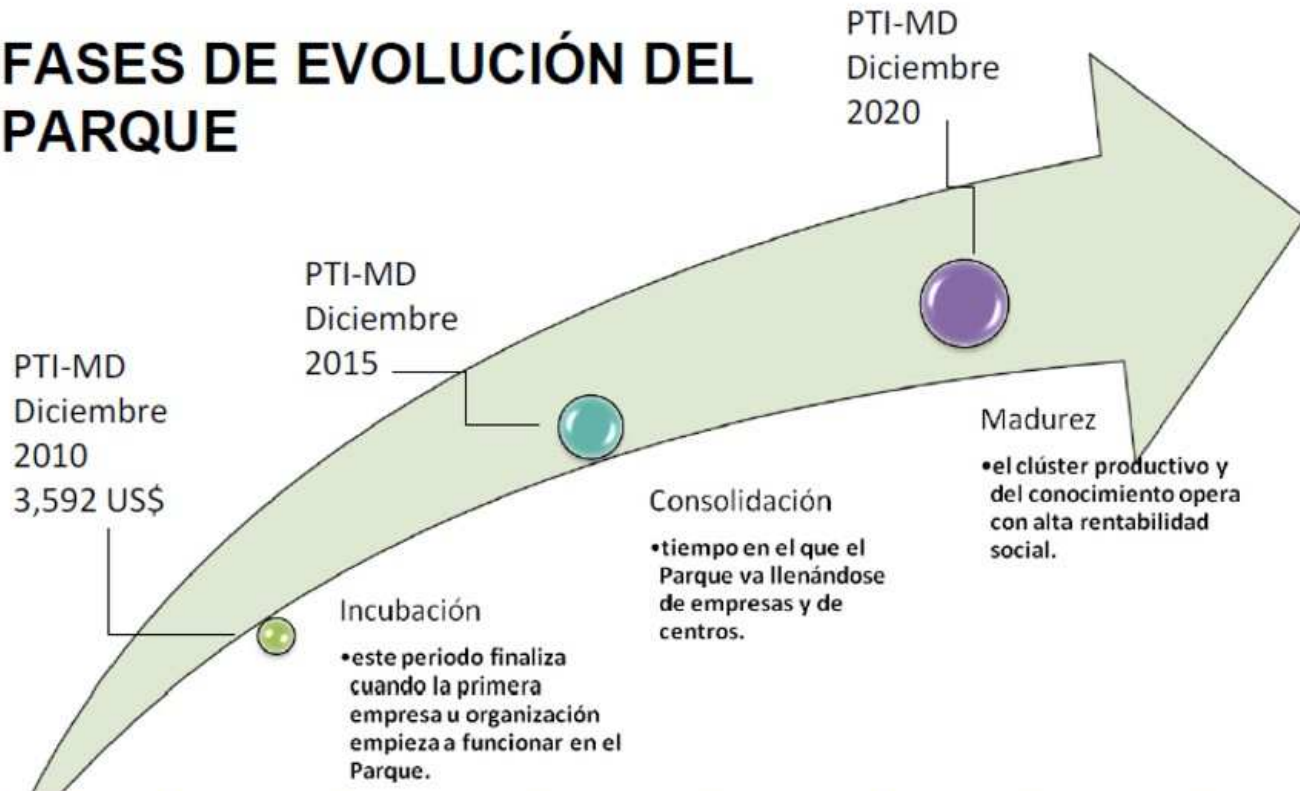 FASES DE EVOLUCIÓN DEL
PARQUE
PTI-MD
Diciembre
2010
3,592 US$
Incubación
•este periodo finaliza
cuando la primera
empresa u organización
empieza a funcionar en el
Parque.
PTI-MD
Diciembre
2015
Consolidación
•tiempo en el que el
Parque va llenándose
de empresas y de
centros.
PTI-MD
Diciembre
2020
Madurez
•el clúster productivo y
del conocimiento opera
con alta rentabilidad
social.